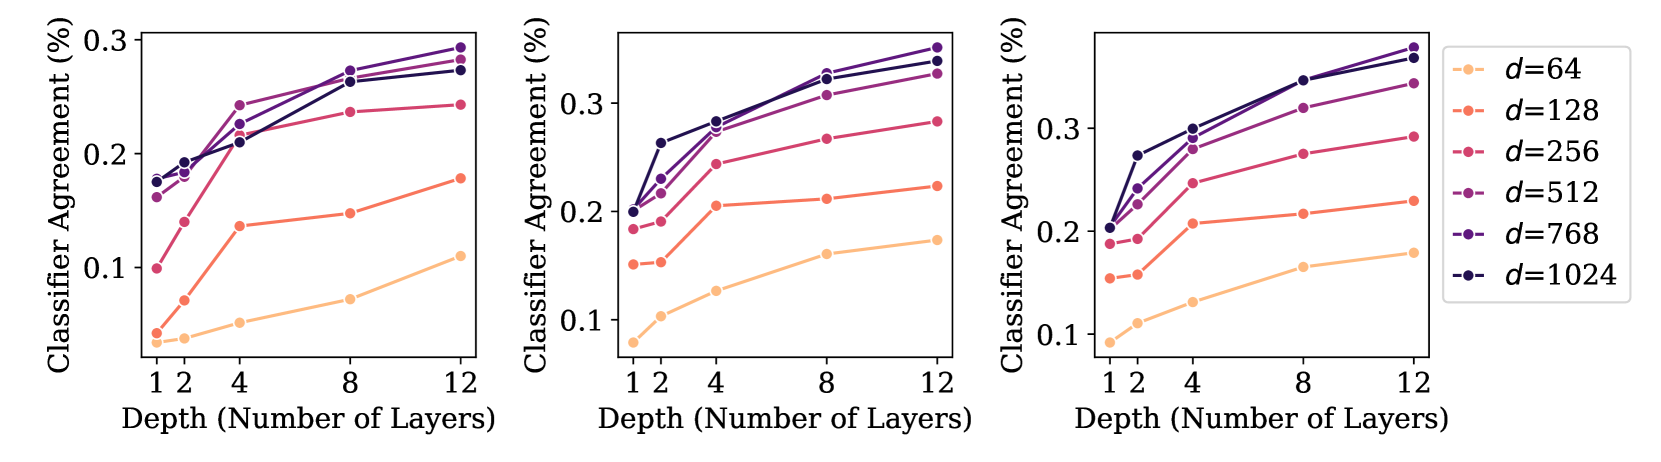 Classifier Agreement (%)
0.3
0.2
0.1
1 2 4 8 12
Depth (Number of Layers)
Classifier Agreement (%)
0.3
0.2
0.1
1 2 4 8 12
Depth (Number of Layers)
Classifier Agreement (%)
0.3
0.2
0.1
1 2 4 8 12
Depth (Number of Layers)
d=64
d=128
d=256
d=512
d=768
d=1024